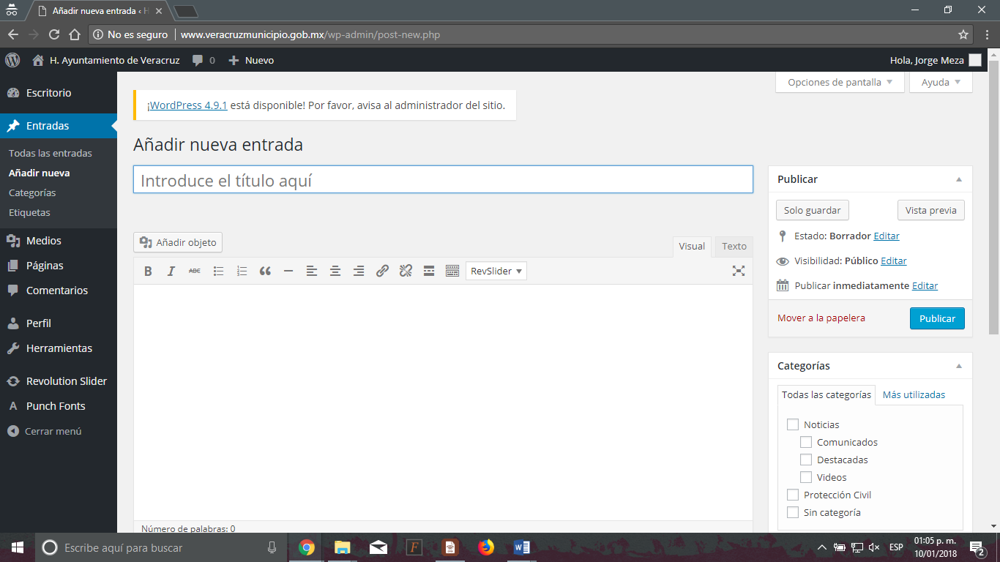 Añadir nueva entrada ‹ H
No es seguro www.veracruzmunicipio.gob.mx/wp-admin/post-new.php
H. Ayuntamiento de Veracruz 0 Nuevo Hola, Jorge Meza
Opciones de pantalla Ayuda
Escritorio
Entradas
Todas las entradas
Añadir nueva
Categorías
Etiquetas
Medios
Páginas
Comentarios
Perfil
Herramientas
Revolution Slider
A Punch Fonts
Cerrar menú
¡WordPress 4.9.1 está disponible! Por favor, avisa al administrador del sitio.
Añadir nueva entrada
Introduce el título aquí
Añadir objeto
Visual Texto
B I ABC RevSlider
Número de palabras: 0
Publicar
Solo guardar Vista previa
Estado: Borrador Editar
Visibilidad: Público Editar
Publicar inmediatamente Editar
Mover a la papelera Publicar
Categorías
Todas las categorías Más utilizadas
Noticias
Comunicados
Destacadas
Videos
Protección Civil
Sin categoría
Escribe aquí para buscar
ESP
01:05 p. m.
10/01/2018
2